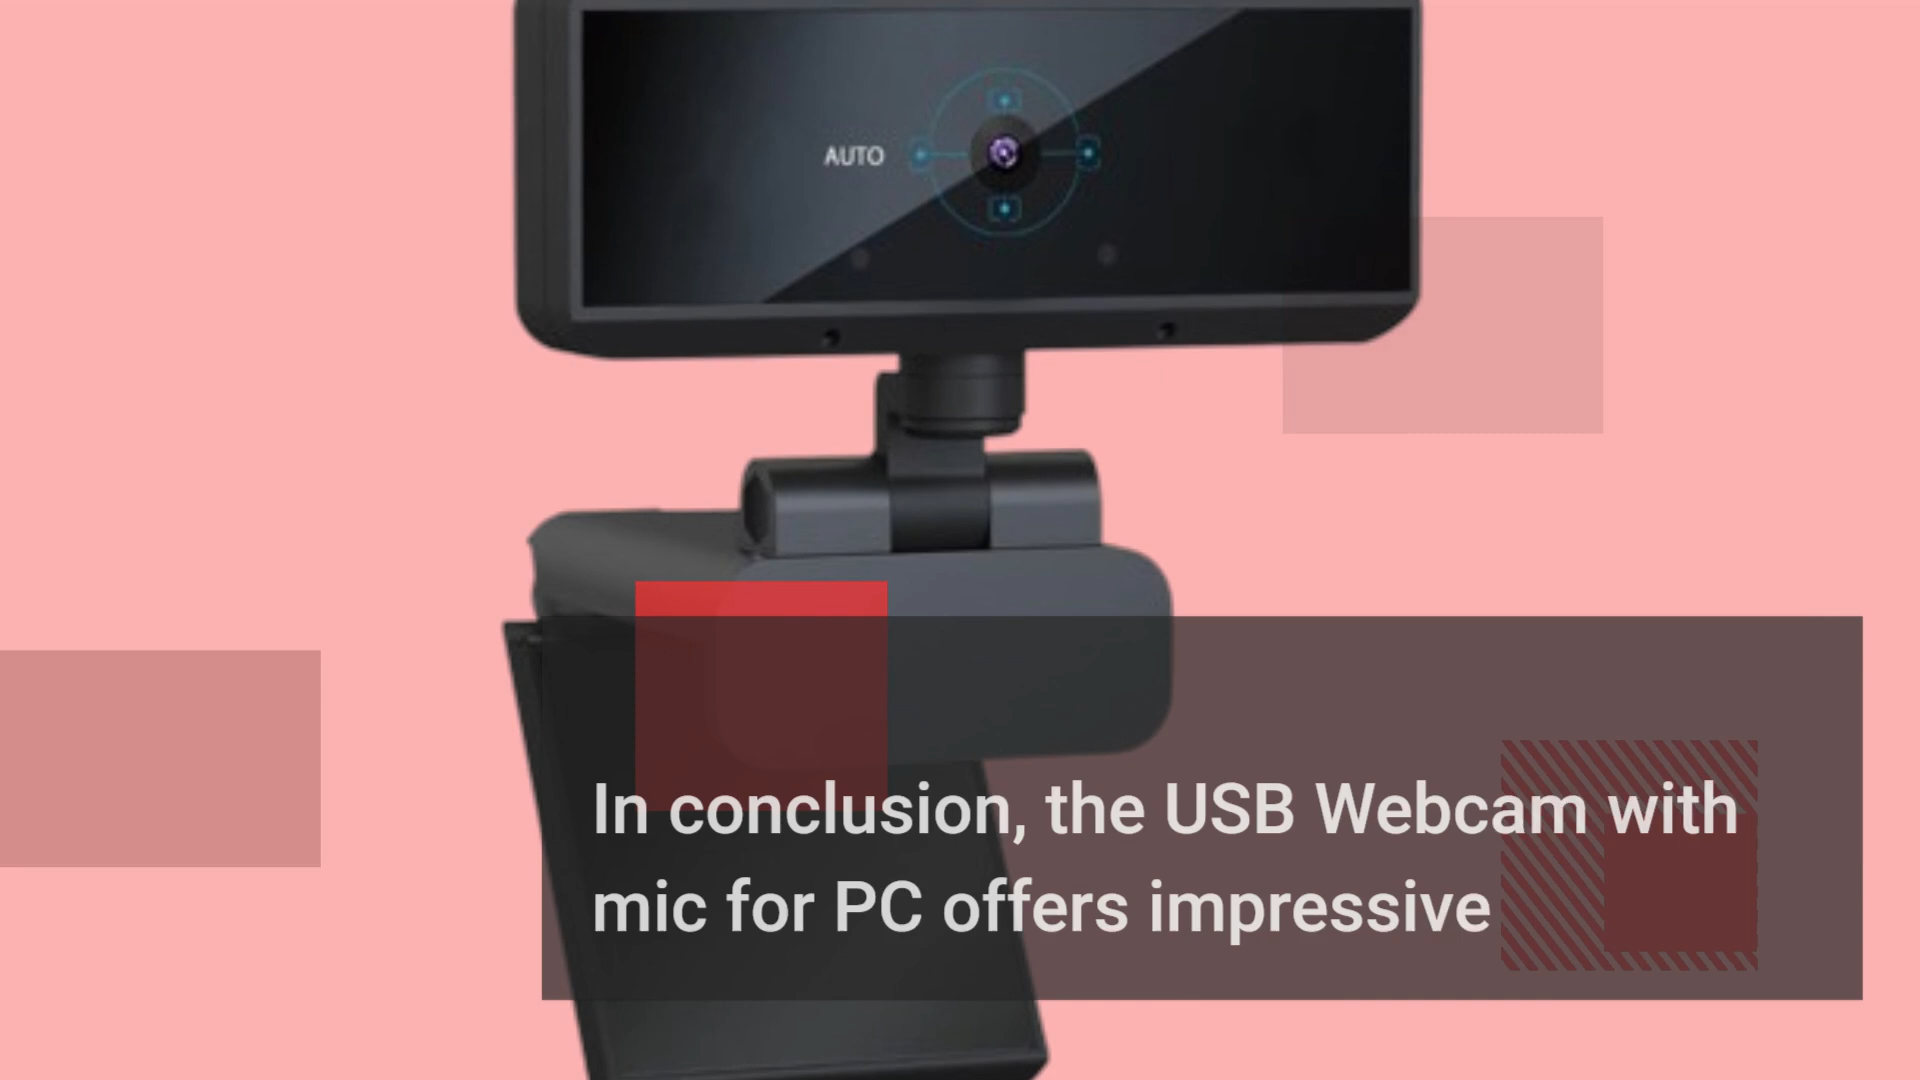 AUTO
In conclusion, the USB Webcam with
mic for PC offers impressive